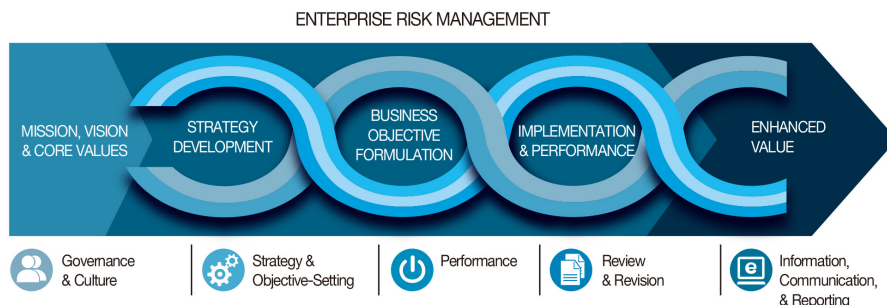 ENTERPRISE RISK MANAGEMENT
MISSION, VISION
& CORE VALUES
STRATEGY
DEVELOPMENT
BUSINESS
OBJECTIVE
FORMULATION
IMPLEMENTATION
& PERFORMANCE
ENHANCED
VALUE
Governance
& Culture
Strategy &
Objective-Setting
Performance
Review
& Revision
e
Information,
Communication,
& Reporting